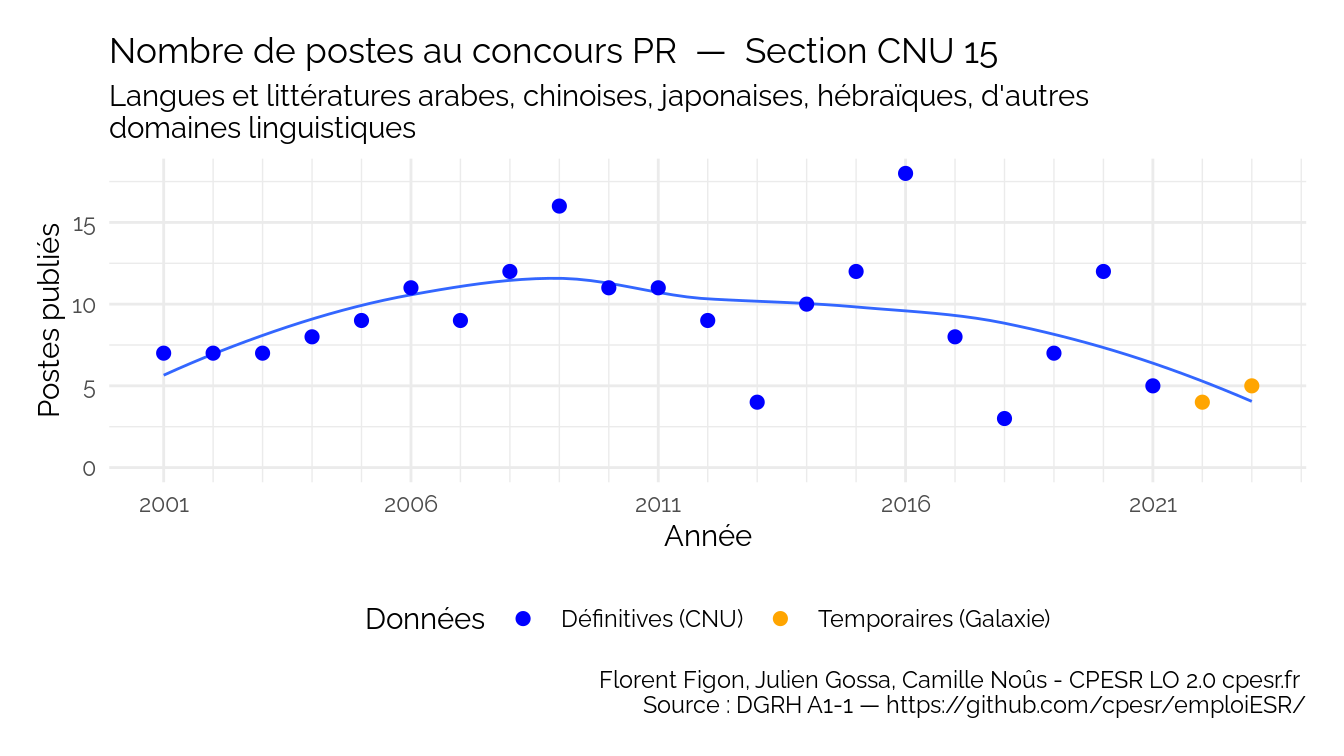 Nombre de postes au concours PR — Section CNU 15
Langues et littératures arabes, chinoises, japonaises, hébraïques, d'autres
domaines linguistiques
Postes publiés
15
10
5
0
2001 2006 2011 2016 2021
Année
Données Définitives (CNU) Temporaires (Galaxie)
Florent Figon, Julien Gossa, Camille Noûs - CPESR LO 2.0 cpesr.fr
Source : DGRH A1-1 — https://github.com/cpesr/emploiESR/